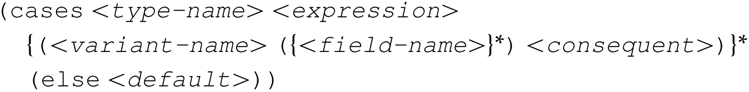 (cases <type-name> <expression>
{(<variant-name> ({<field-name>}*) <consequent>)}*
(else <default>))